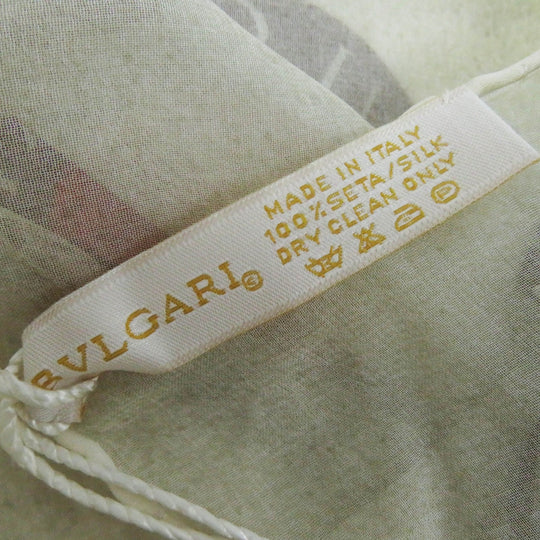 BVLGARI©
MADE IN ITALY
100% SETA/SILK
DRY CLEAN ONLY
P